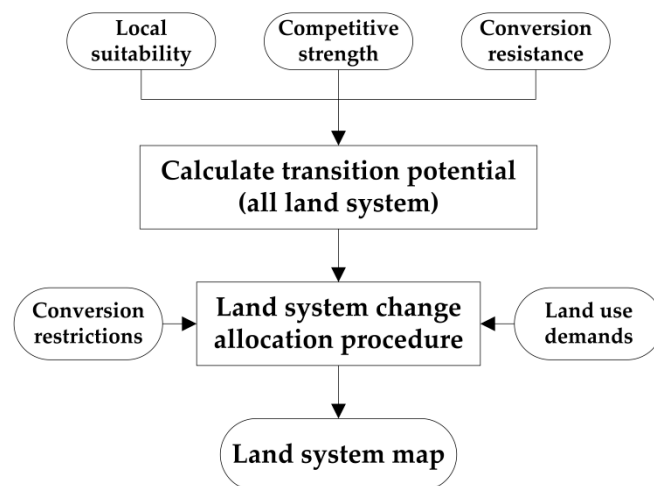 Local
suitability
Competitive
strength
Conversion
resistance
Calculate transition potential
(all land system)
Conversion
restrictions
Land system change
allocation procedure
Land use
demands
Land system map